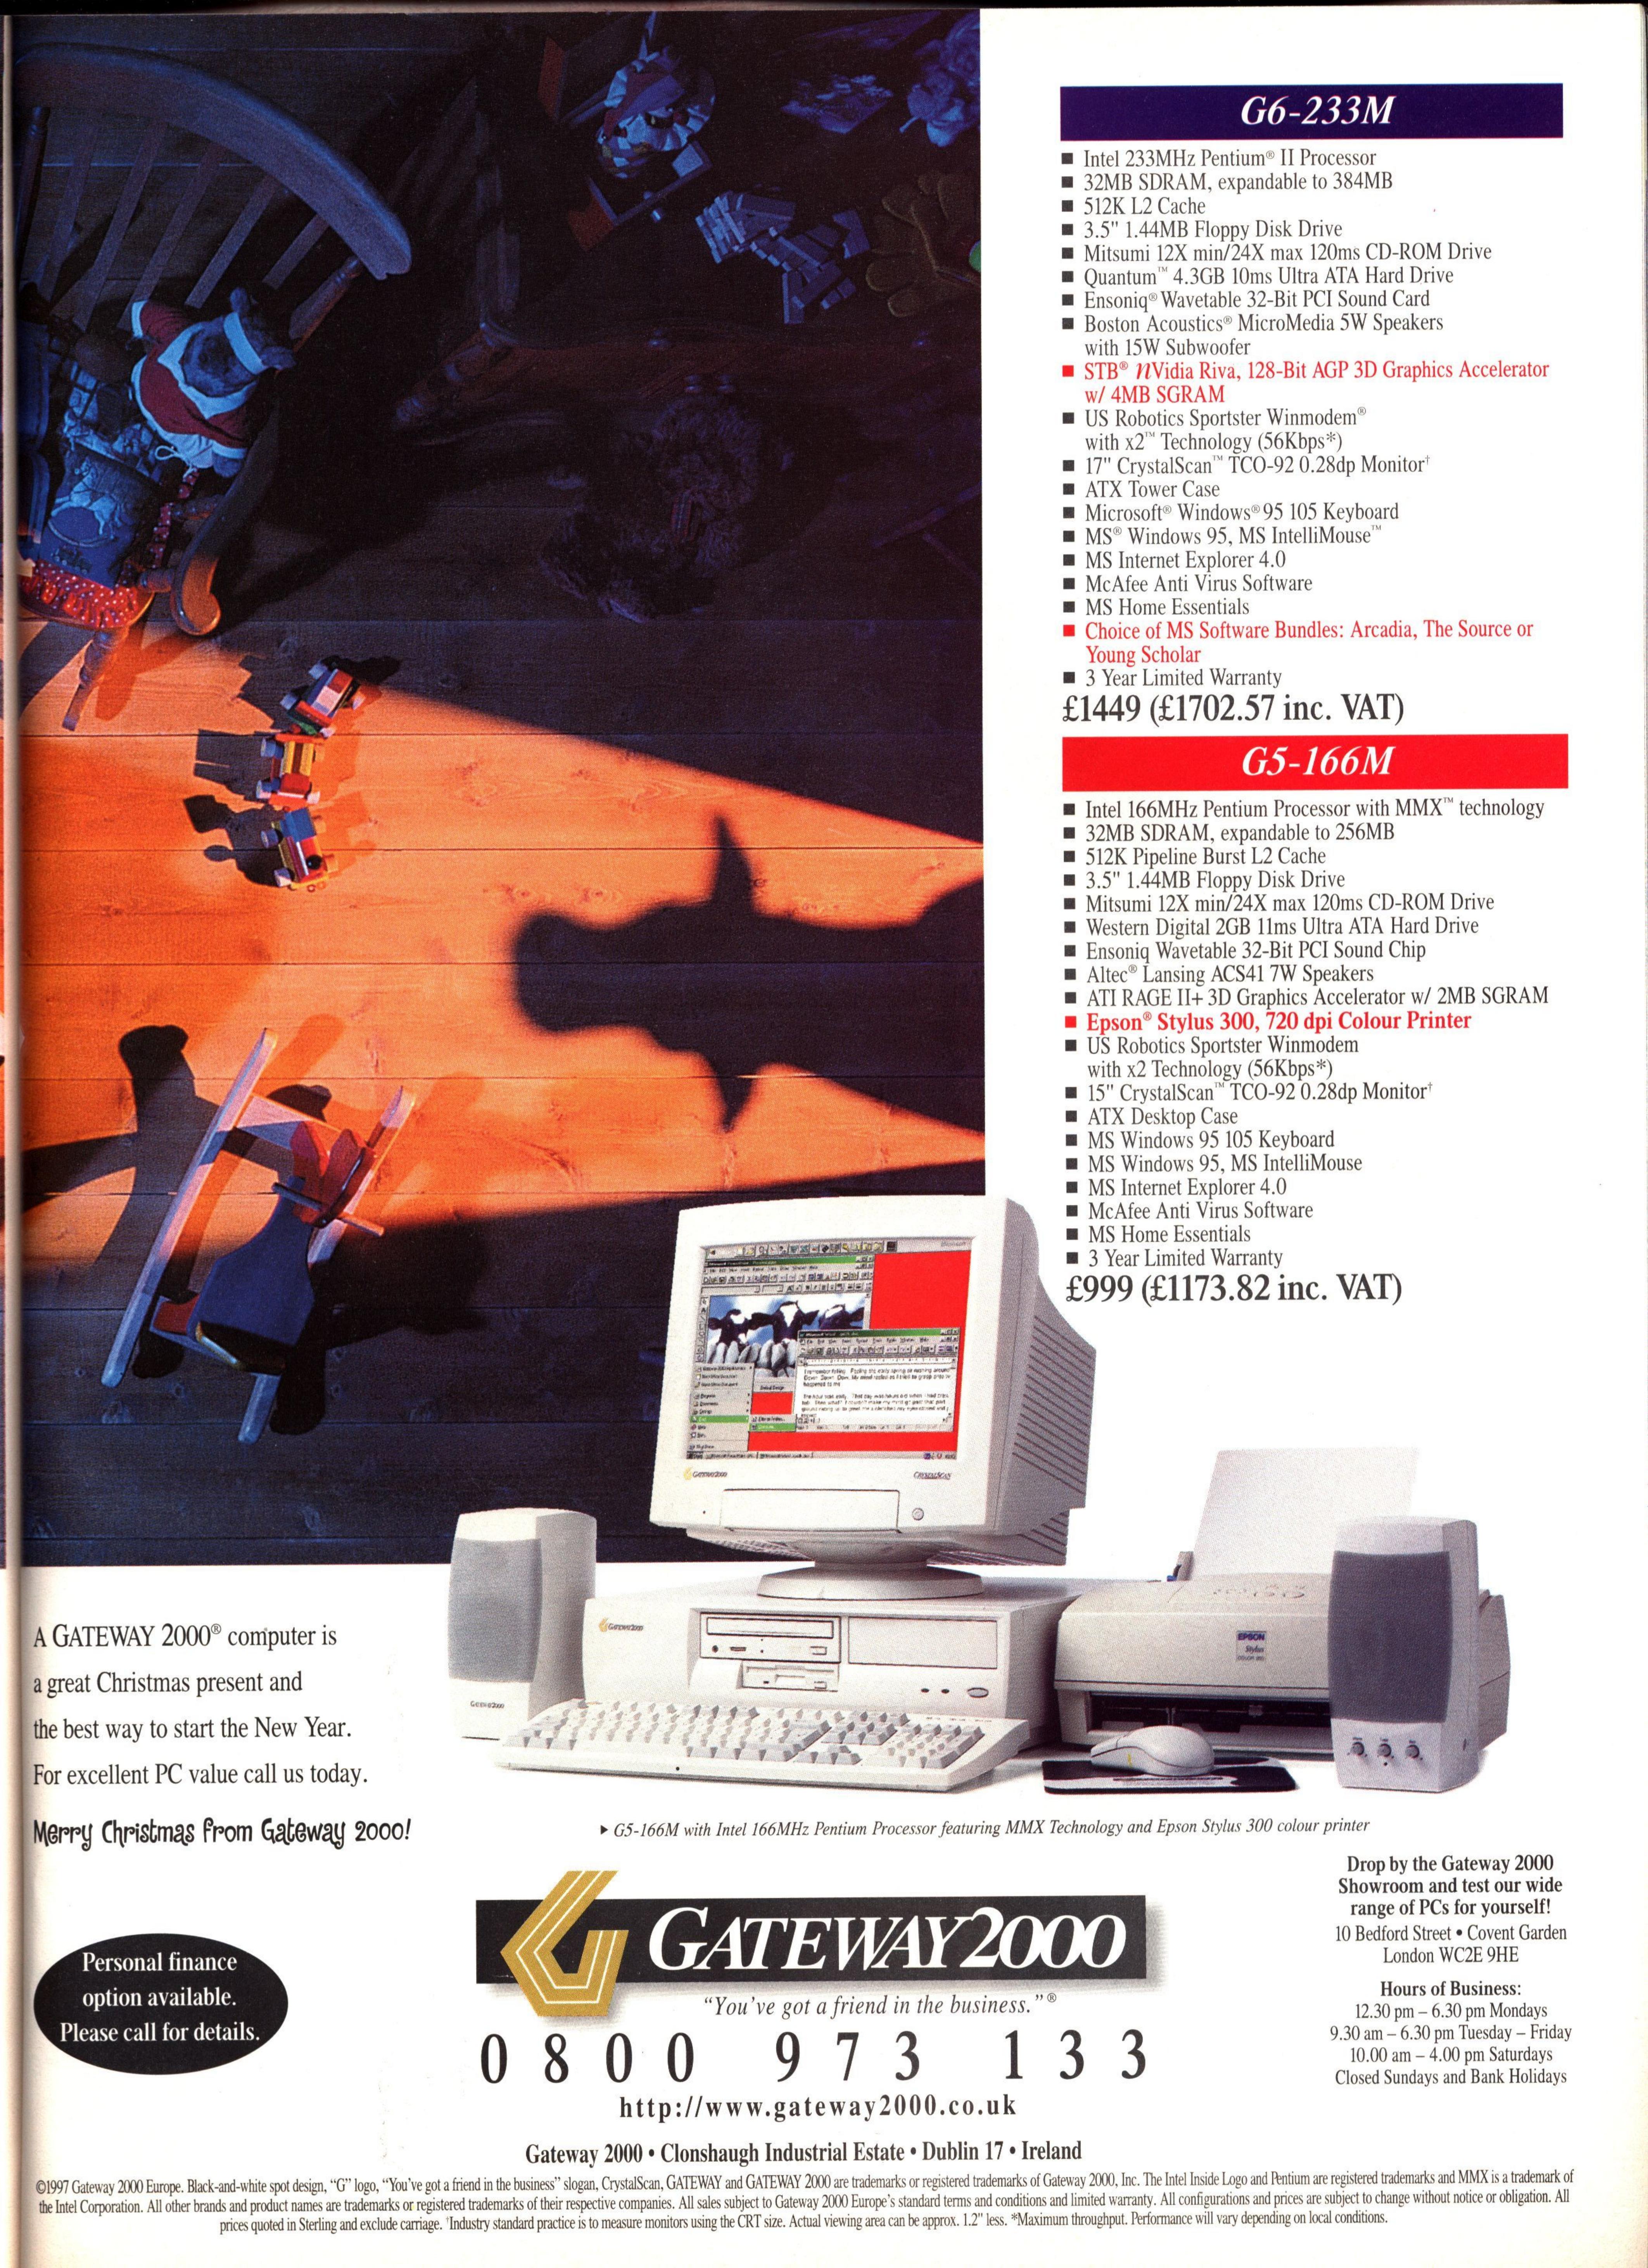 G6-233M
■ Intel 233MHz Pentium® II Processor
■ 32MB SDRAM, expandable to 384MB
■ 512K L2 Cache
■ 3.5" 1.44MB Floppy Disk Drive
■ Mitsumi 12X min/24X max 120ms CD-ROM Drive
■ Quantum™ 4.3GB 10ms Ultra ATA Hard Drive
■ Ensoniq® Wavetable 32-Bit PCI Sound Card
■ Boston Acoustics® MicroMedia 5W Speakers
with 15W Subwoofer
■ STB® nVidia Riva, 128-Bit AGP 3D Graphics Accelerator
w/ 4MB SGRAM
■ US Robotics Sportster Winmodem®
with x2™ Technology (56Kbps*)
■ 17" CrystalScan™ TCO-92 0.28dp Monitor†
■ ATX Tower Case
■ Microsoft® Windows® 95 105 Keyboard
■ MS® Windows 95, MS IntelliMouse™
■ MS Internet Explorer 4.0
■ McAfee Anti Virus Software
■ MS Home Essentials
■ Choice of MS Software Bundles: Arcadia, The Source or
Young Scholar
■ 3 Year Limited Warranty
£1449 (£1702.57 inc. VAT)
G5-166M
■ Intel 166MHz Pentium Processor with MMX™ technology
■ 32MB SDRAM, expandable to 256MB
■ 512K Pipeline Burst L2 Cache
■ 3.5" 1.44MB Floppy Disk Drive
■ Mitsumi 12X min/24X max 120ms CD-ROM Drive
■ Western Digital 2GB 11ms Ultra ATA Hard Drive
■ Ensoniq Wavetable 32-Bit PCI Sound Chip
■ Altec® Lansing ACS41 7W Speakers
■ ATI RAGE II+ 3D Graphics Accelerator w/ 2MB SGRAM
■ Epson® Stylus 300, 720 dpi Colour Printer
■ US Robotics Sportster Winmodem
with x2 Technology (56Kbps*)
■ 15" CrystalScan™ TCO-92 0.28dp Monitor†
■ ATX Desktop Case
■ MS Windows 95 105 Keyboard
■ MS Windows 95, MS IntelliMouse
■ MS Internet Explorer 4.0
■ McAfee Anti Virus Software
■ MS Home Essentials
■ 3 Year Limited Warranty
£999 (£1173.82 inc. VAT)
GATEWAY2000
CRYSTALSCAN
GATEWAY2000
EPSON
Stylus
GATEWAY2000
A GATEWAY 2000® computer is
a great Christmas present and
the best way to start the New Year.
For excellent PC value call us today.
Merry Christmas from Gateway 2000!
▶ G5-166M with Intel 166MHz Pentium Processor featuring MMX Technology and Epson Stylus 300 colour printer
Personal finance
option available.
Please call for details.
GATEWAY2000
"You've got a friend in the business."®
0800 973 133
http://www.gateway2000.co.uk
Gateway 2000 • Clonshaugh Industrial Estate • Dublin 17 • Ireland
Drop by the Gateway 2000
Showroom and test our wide
range of PCs for yourself!
10 Bedford Street • Covent Garden
London WC2E 9HE
Hours of Business:
12.30 pm – 6.30 pm Mondays
9.30 am – 6.30 pm Tuesday – Friday
10.00 am – 4.00 pm Saturdays
Closed Sundays and Bank Holidays
©1997 Gateway 2000 Europe. Black-and-white spot design, "G" logo, "You've got a friend in the business" slogan, CrystalScan, GATEWAY and GATEWAY 2000 are trademarks or registered trademarks of Gateway 2000, Inc. The Intel Inside Logo and Pentium are registered trademarks and MMX is a trademark of
the Intel Corporation. All other brands and product names are trademarks or registered trademarks of their respective companies. All sales subject to Gateway 2000 Europe's standard terms and conditions and limited warranty. All configurations and prices are subject to change without notice or obligation. All
prices quoted in Sterling and exclude carriage. †Industry standard practice is to measure monitors using the CRT size. Actual viewing area can be approx. 1.2" less. *Maximum throughput. Performance will vary depending on local conditions.